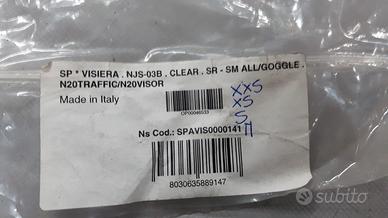 SP * VISIERA . NJS-03B . CLEAR . SR - SM ALL/GOGGLE .
N20TRAFFIC/N20VISOR
Made in Italy
XXS
XS
S
OP00046533
Ns Cod.: SPAVIS0000141
M
8030635889147
subito